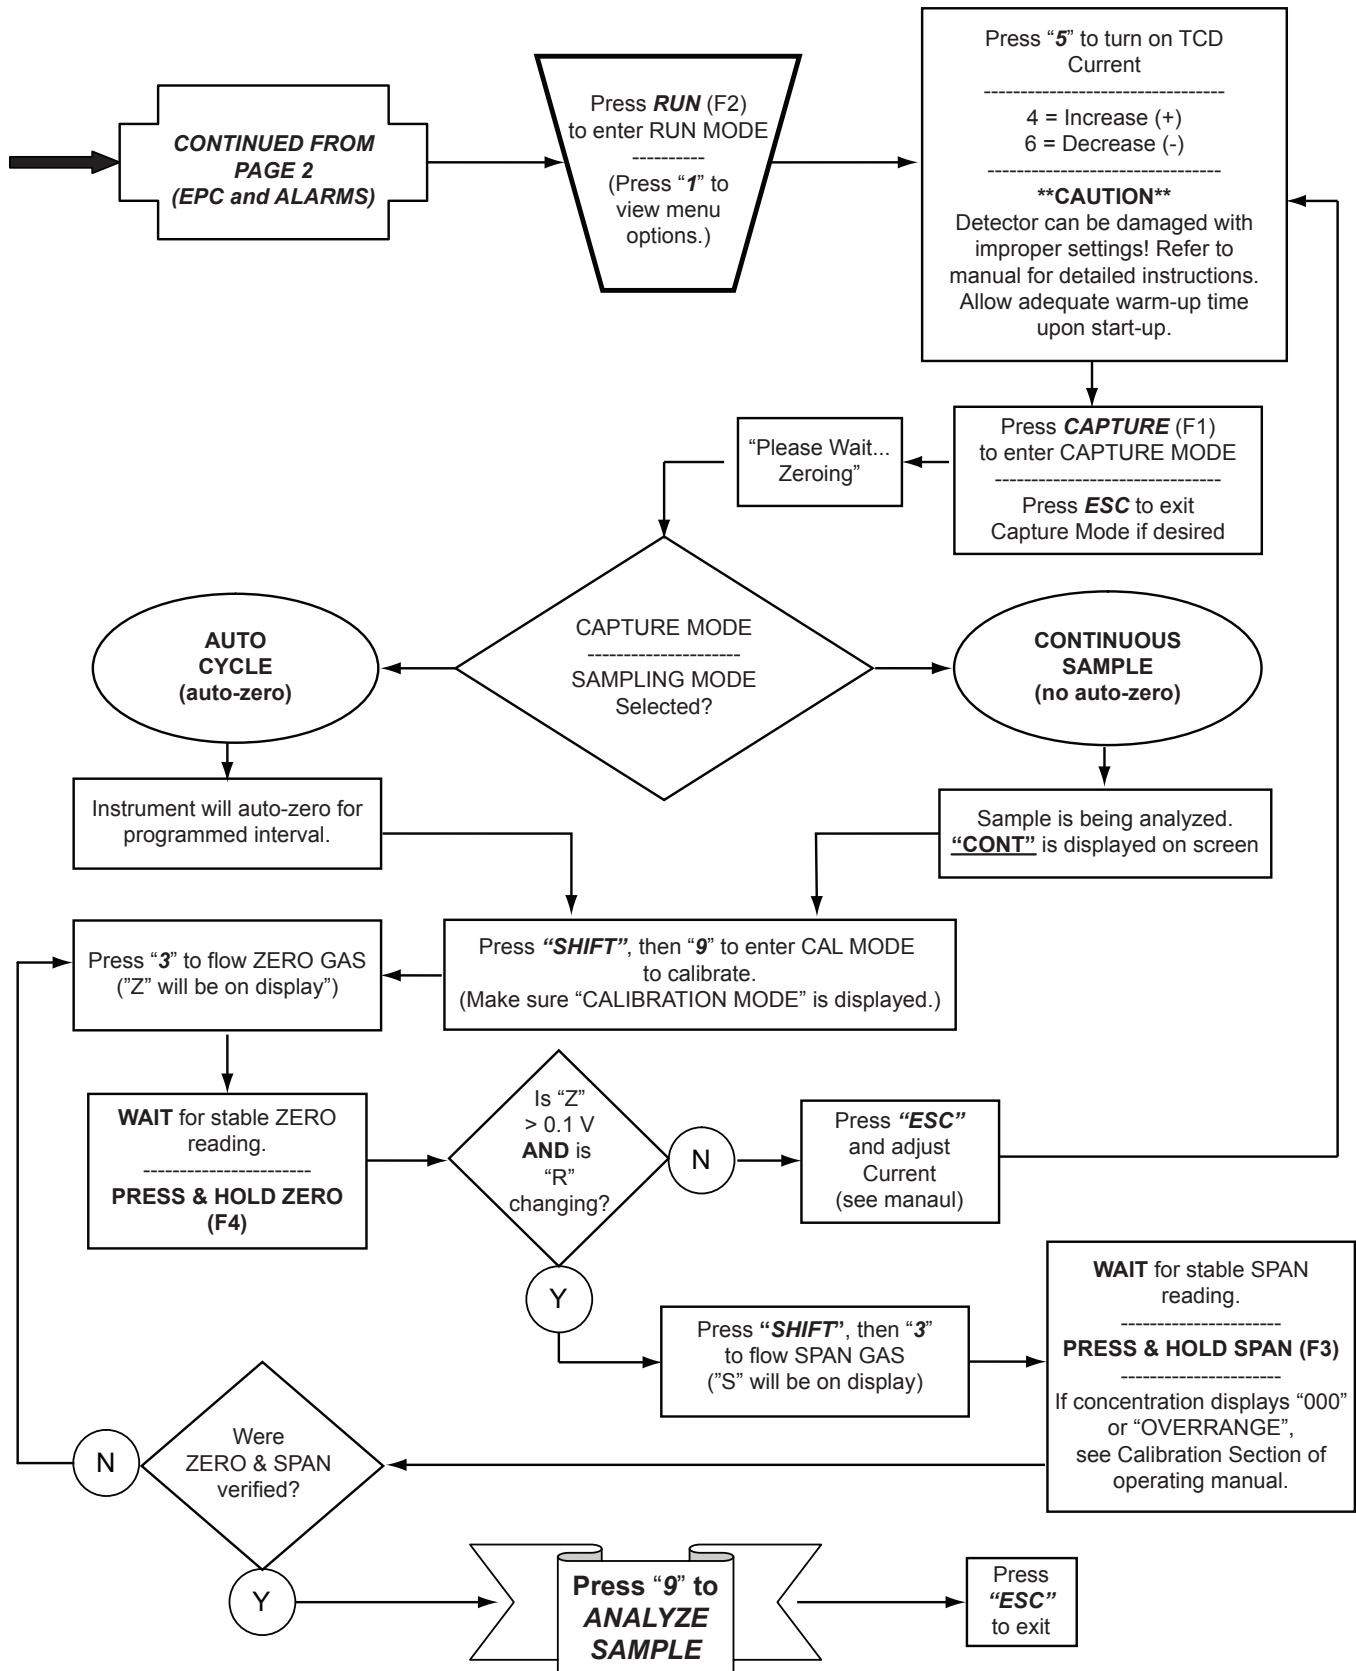 CONTINUED FROM
PAGE 2
(EPC and ALARMS)
Press RUN (F2)
to enter RUN MODE
----------
(Press “1” to
view menu
options.)
Press “5” to turn on TCD
Current
---------------------------------
4 = Increase (+)
6 = Decrease (-)
--------------------------------
**CAUTION**
Detector can be damaged with
improper settings! Refer to
manual for detailed instructions.
Allow adequate warm-up time
upon start-up.
Press CAPTURE (F1)
to enter CAPTURE MODE
-------------------------------
Press ESC to exit
Capture Mode if desired
“Please Wait...
Zeroing”
CAPTURE MODE
---------------------
SAMPLING MODE
Selected?
AUTO
CYCLE
(auto-zero)
CONTINUOUS
SAMPLE
(no auto-zero)
Instrument will auto-zero for
programmed interval.
Sample is being analyzed.
“CONT” is displayed on screen
Press “SHIFT”, then “9” to enter CAL MODE
to calibrate.
(Make sure “CALIBRATION MODE” is displayed.)
Press “3” to flow ZERO GAS
(”Z” will be on display”)
WAIT for stable ZERO
reading.
-----------------------
PRESS & HOLD ZERO
(F4)
Is “Z”
> 0.1 V
AND is
“R”
changing?
N
Press “ESC”
and adjust
Current
(see manaul)
Y
Press “SHIFT”, then “3”
to flow SPAN GAS
(”S” will be on display)
WAIT for stable SPAN
reading.
----------------------
PRESS & HOLD SPAN (F3)
----------------------
If concentration displays “000”
or “OVERRANGE”,
see Calibration Section of
operating manual.
Were
ZERO & SPAN
verified?
N
Y
Press “9” to
ANALYZE
SAMPLE
Press
“ESC”
to exit